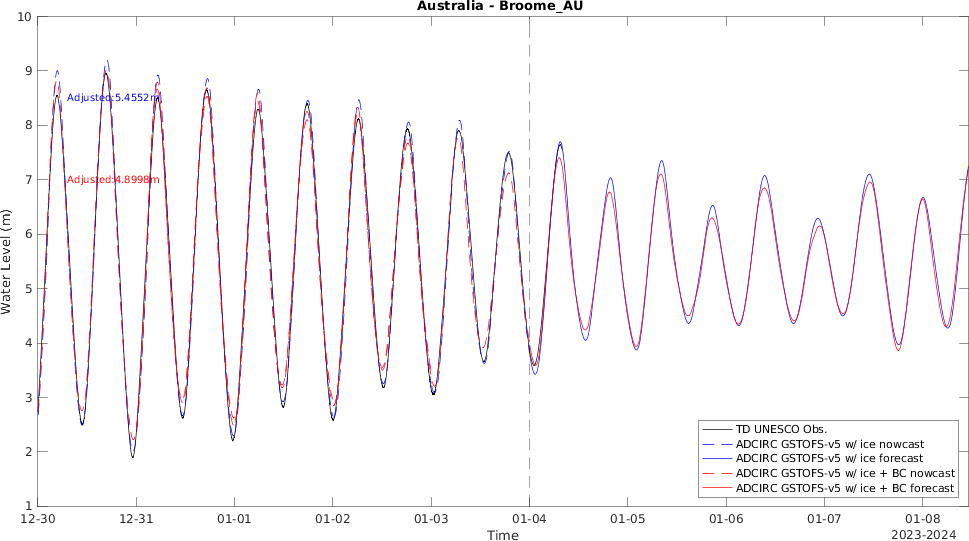 Australia - Broome_AU
10
9
8
7
6
5
4
3
2
1
Water Level (m)
Adjusted:5.4552m
Adjusted:4.8998m
TD UNESCO Obs.
ADCIRC GSTOFS-v5 w/ ice nowcast
ADCIRC GSTOFS-v5 w/ ice forecast
ADCIRC GSTOFS-v5 w/ ice + BC nowcast
ADCIRC GSTOFS-v5 w/ ice + BC forecast
12-30 12-31 01-01 01-02 01-03 01-04 01-05 01-06 01-07 01-08
Time
2023-2024